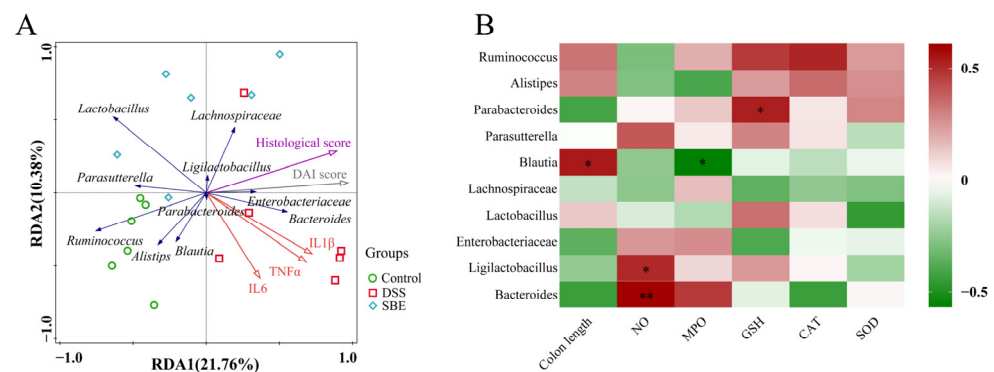 A
1.0
Lactobacillus
Lachnospiraceae
Histological score
Ligilactobacillus
DAI score
Parasutterella
Enterobacteriaceae
Parabacteroides
Bacteroides
Ruminococcus
Alistips
Blautia
IL1β
TNFα
IL6
RDA2(10.38%)
-1.0
-1.0
RDA1(21.76%)
1.0
Groups
Control
DSS
SBE
B
Ruminococcus
Alistipes
Parabacteroides
*
Parasutterella
Blautia
*
*
Lachnospiraceae
Lactobacillus
Enterobacteriaceae
Ligilactobacillus
*
Bacteroides
**
Colon length
NO
MPO
GSH
CAT
SOD
0.5
0
−0.5